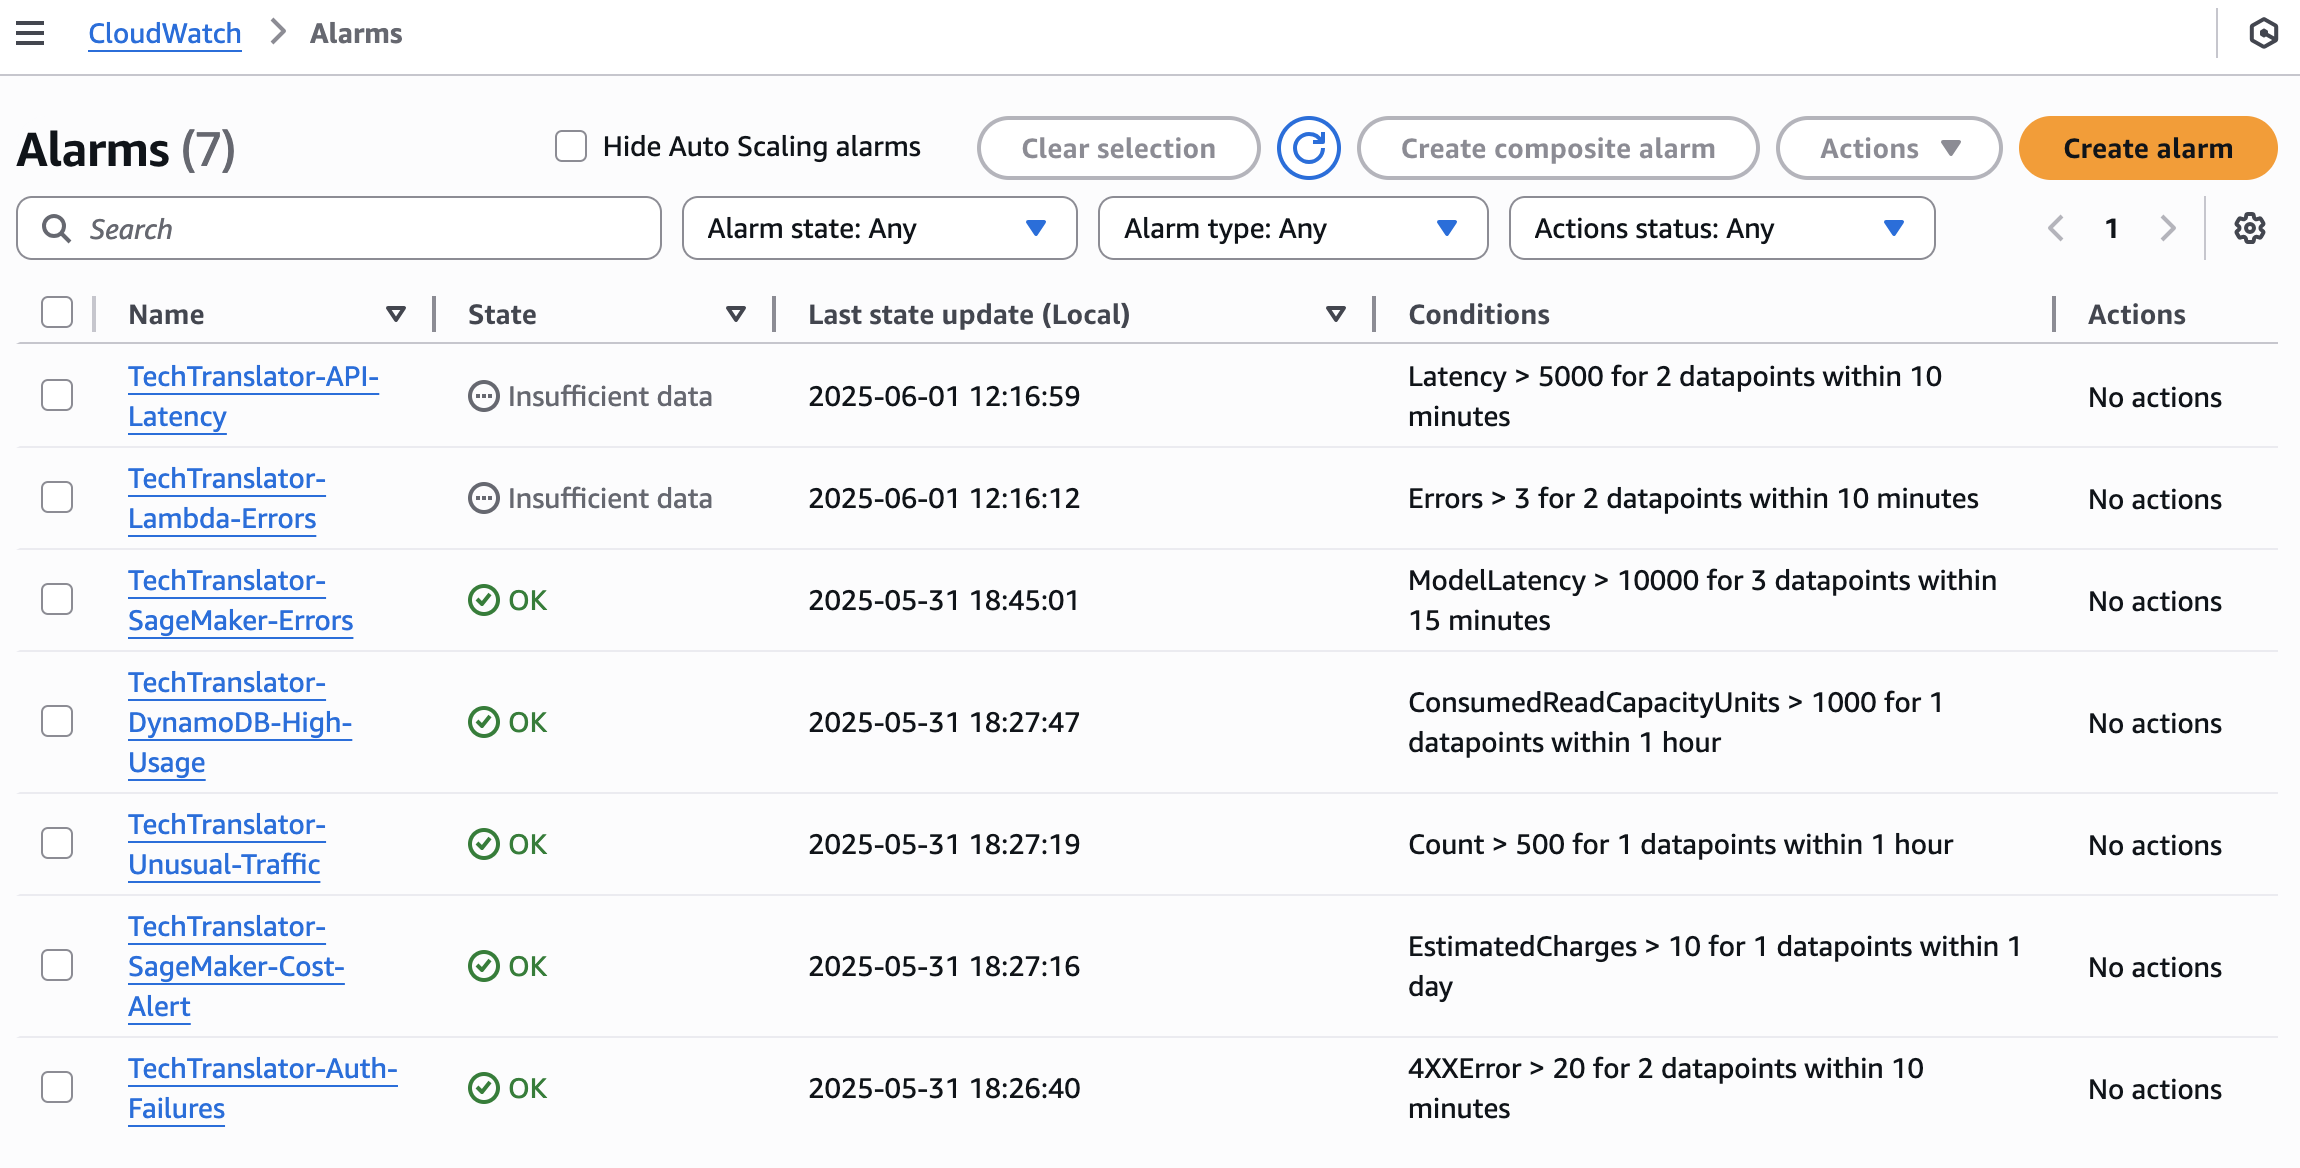 CloudWatch > Alarms
Alarms (7)
Hide Auto Scaling alarms
Clear selection
Create composite alarm
Actions
Create alarm
Search
Alarm state: Any
Alarm type: Any
Actions status: Any
1
Name
State
Last state update (Local)
Conditions
Actions
TechTranslator-API-
Latency
Insufficient data
2025-06-01 12:16:59
Latency > 5000 for 2 datapoints within 10
minutes
No actions
TechTranslator-
Lambda-Errors
Insufficient data
2025-06-01 12:16:12
Errors > 3 for 2 datapoints within 10 minutes
No actions
TechTranslator-
SageMaker-Errors
OK
2025-05-31 18:45:01
ModelLatency > 10000 for 3 datapoints within
15 minutes
No actions
TechTranslator-
DynamoDB-High-
Usage
OK
2025-05-31 18:27:47
ConsumedReadCapacityUnits > 1000 for 1
datapoints within 1 hour
No actions
TechTranslator-
Unusual-Traffic
OK
2025-05-31 18:27:19
Count > 500 for 1 datapoints within 1 hour
No actions
TechTranslator-
SageMaker-Cost-
Alert
OK
2025-05-31 18:27:16
EstimatedCharges > 10 for 1 datapoints within 1
day
No actions
TechTranslator-Auth-
Failures
OK
2025-05-31 18:26:40
4XXError > 20 for 2 datapoints within 10
minutes
No actions